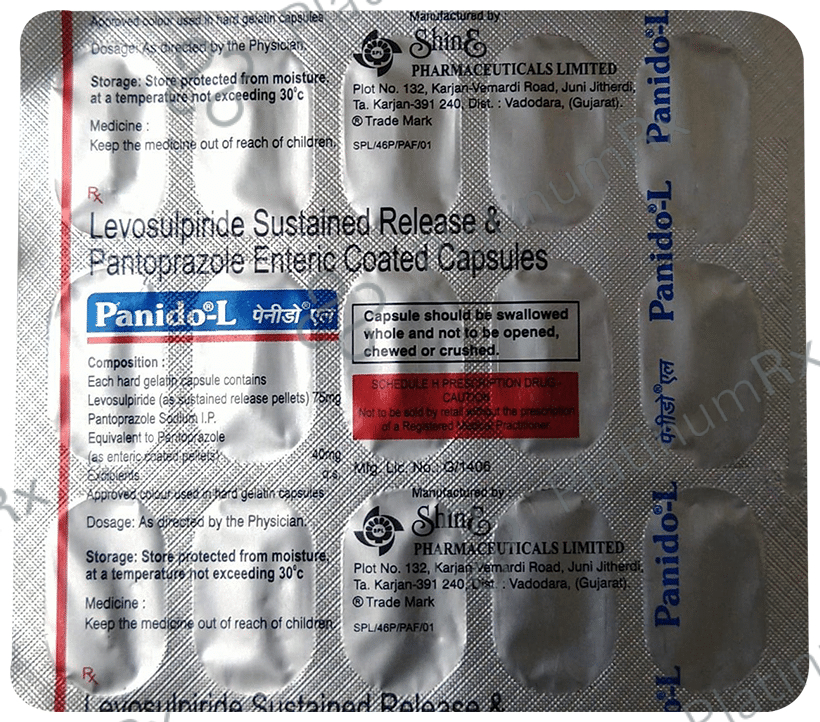 Approved colour used in hard gelatin capsules
Dosage: As directed by the Physician.
Storage: Store protected from moisture,
at a temperature not exceeding 30°c
Medicine :
Keep the medicine out of reach of children.
Manufactured by :
BPL
ShinE
PHARMACEUTICALS LIMITED
Plot No. 132, Karjan-Vemardi Road, Juni Jitherdi,
Ta. Karjan-391 240, Dist. : Vadodara, (Gujarat).
® Trade Mark
SPL/46P/PAF/01
Rx
Levosulpiride Sustained Release &
Pantoprazole Enteric Coated Capsules
Panido®-L पेनीडो® एल
Composition :
Each hard gelatin capsule contains
Levosulpiride (as sustained release pellets) 75mg
Pantoprazole Sodium I.P.
Equivalent to Pantoprazole
(as enteric coated pellets) 40mg
Excipients q.s.
Approved colour used in hard gelatin capsules
Capsule should be swallowed
whole and not to be opened,
chewed or crushed.
SCHEDULE H PRESCRIPTION DRUG -
CAUTION
Not to be sold by retail without the prescription
of a Registered Medical Practitioner
Mfg. Lic. No.: G/1406
Dosage: As directed by the Physician.
Storage: Store protected from moisture,
at a temperature not exceeding 30°c
Medicine :
Keep the medicine out of reach of children.
Manufactured by :
ShinE
PHARMACEUTICALS LIMITED
Plot No. 132, Karjan Vemardi Road, Juni Jitherdi,
Ta. Karjan-391 240, Dist. : Vadodara, (Gujarat).
® Trade Mark
SPL/46P/PAF/01
Rx
Levosulpiride Sustained Release &
Panido®-L
Panido®-L
पेनीडो® एल
Panido®-L
o®-L
PlatinumRx